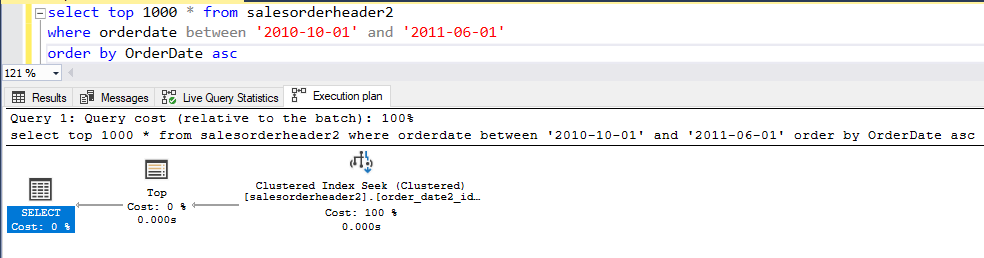 select top 1000 * from salesorderheader2
where orderdate between '2010-10-01' and '2011-06-01'
order by OrderDate asc
121 %
Results Messages Live Query Statistics Execution plan
Query 1: Query cost (relative to the batch): 100%
select top 1000 * from salesorderheader2 where orderdate between '2010-10-01' and '2011-06-01' order by OrderDate asc
SELECT
Cost: 0 %
Top
Cost: 0 %
0.000s
Clustered Index Seek (Clustered)
[salesorderheader2].[order_date2_id…
Cost: 100 %
0.000s